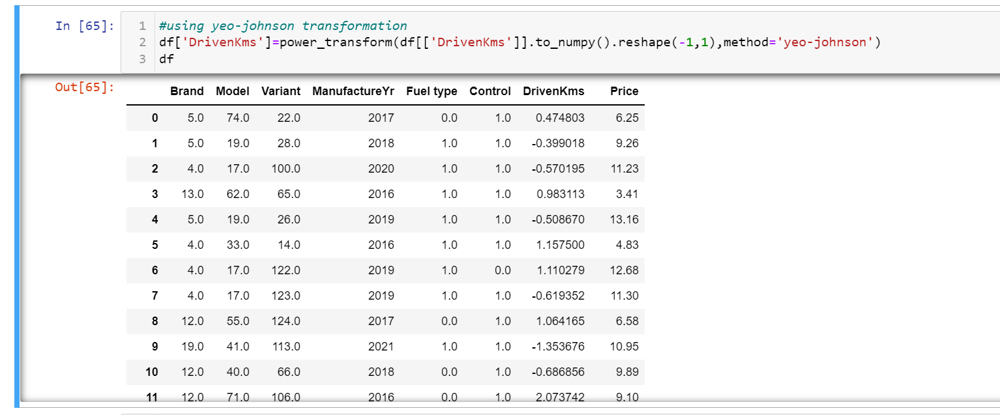 In [65]:
1 #using yeo-johnson transformation
2 df['DrivenKms']=power_transform(df[['DrivenKms']].to_numpy().reshape(-1,1),method='yeo-johnson')
3 df
Out[65]:
Brand Model Variant ManufactureYr Fuel type Control DrivenKms Price
0 5.0 74.0 22.0 2017 0.0 1.0 0.474803 6.25
1 5.0 19.0 28.0 2018 1.0 1.0 -0.399018 9.26
2 4.0 17.0 100.0 2020 1.0 1.0 -0.570195 11.23
3 13.0 62.0 65.0 2016 1.0 1.0 0.983113 3.41
4 5.0 19.0 26.0 2019 1.0 1.0 -0.508670 13.16
5 4.0 33.0 14.0 2016 1.0 1.0 1.157500 4.83
6 4.0 17.0 122.0 2019 1.0 0.0 1.110279 12.68
7 4.0 17.0 123.0 2019 1.0 1.0 -0.619352 11.30
8 12.0 55.0 124.0 2017 0.0 1.0 1.064165 6.58
9 19.0 41.0 113.0 2021 1.0 1.0 -1.353676 10.95
10 12.0 40.0 66.0 2018 0.0 1.0 -0.686856 9.89
11 12.0 71.0 106.0 2016 0.0 1.0 2.073742 9.10